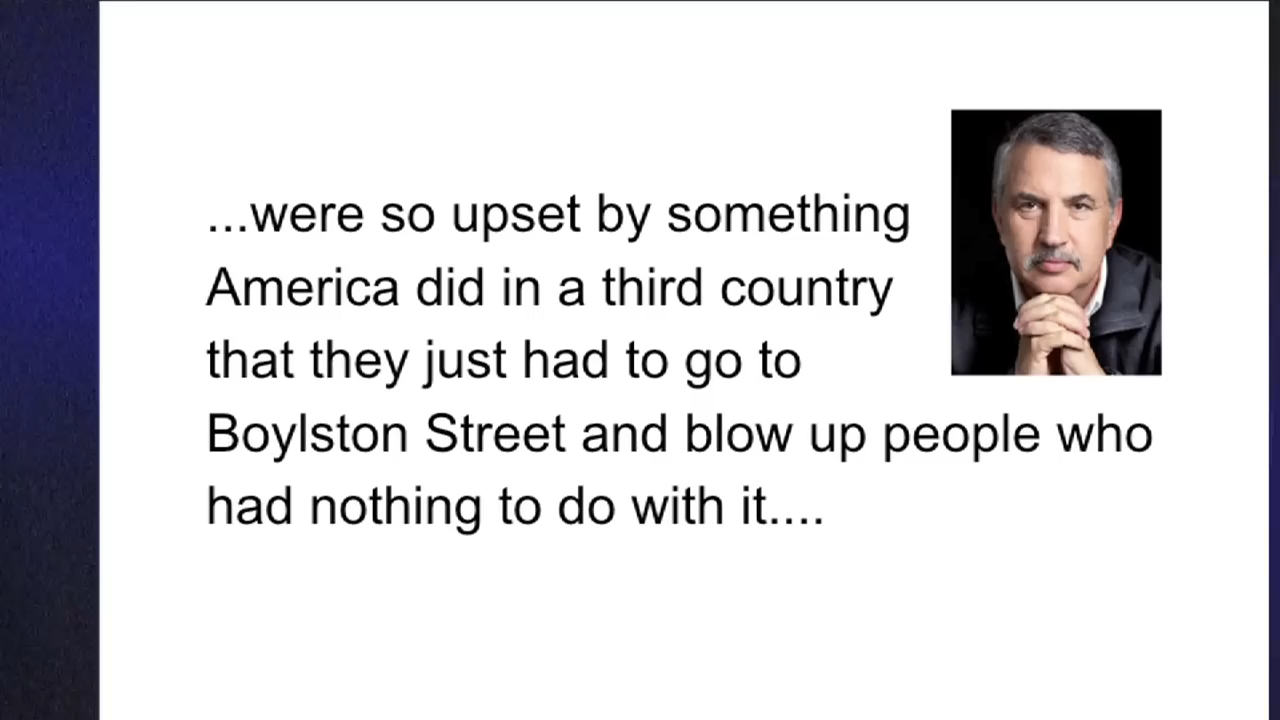 ...were so upset by something
America did in a third country
that they just had to go to
Boylston Street and blow up people who
had nothing to do with it....